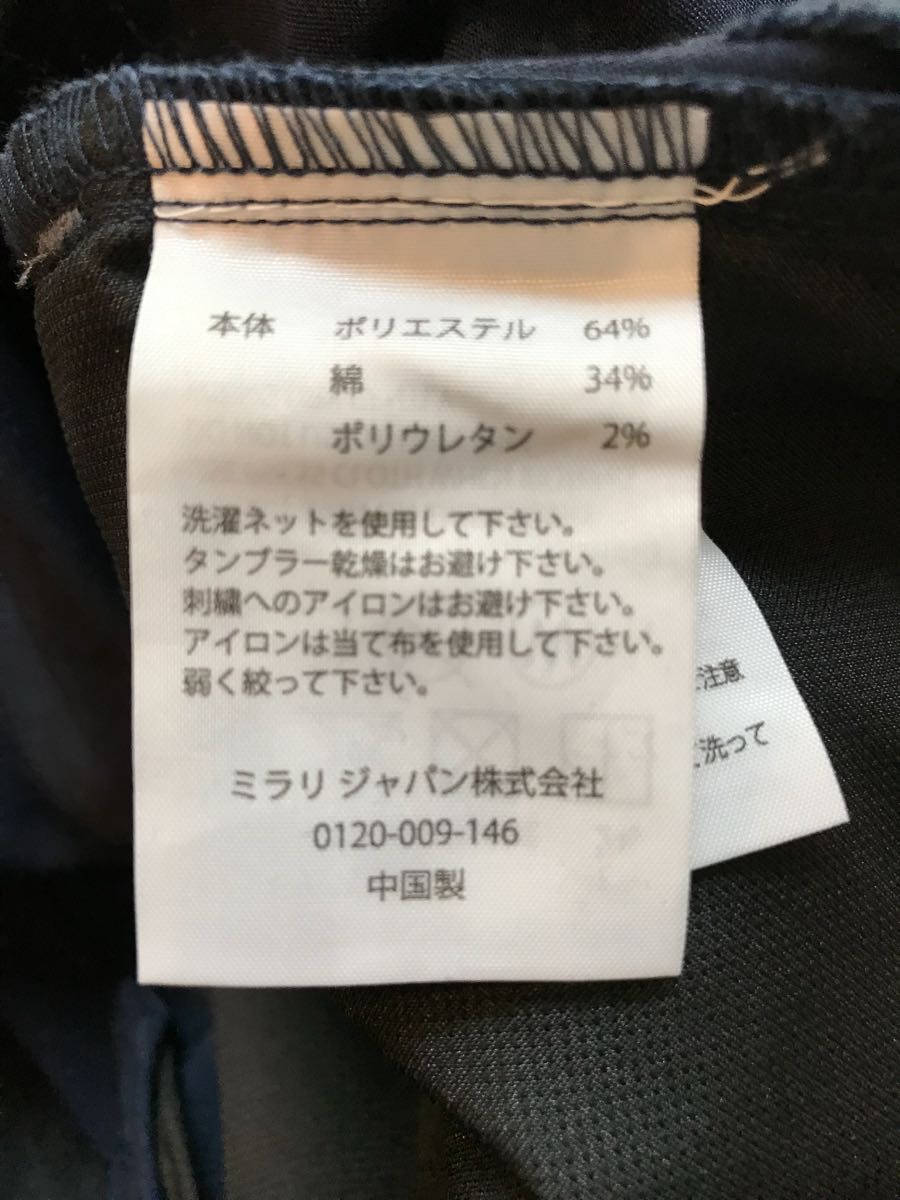 本体 ポリエステル 64%
綿 34%
ポリウレタン 2%
洗濯ネットを使用して下さい。
タンブラー乾燥はお避け下さい。
刺繍へのアイロンはお避け下さい。
アイロンは当て布を使用して下さい。
弱く絞って下さい。
ミラリ ジャパン株式会社
0120-009-146
中国製
注意
洗って